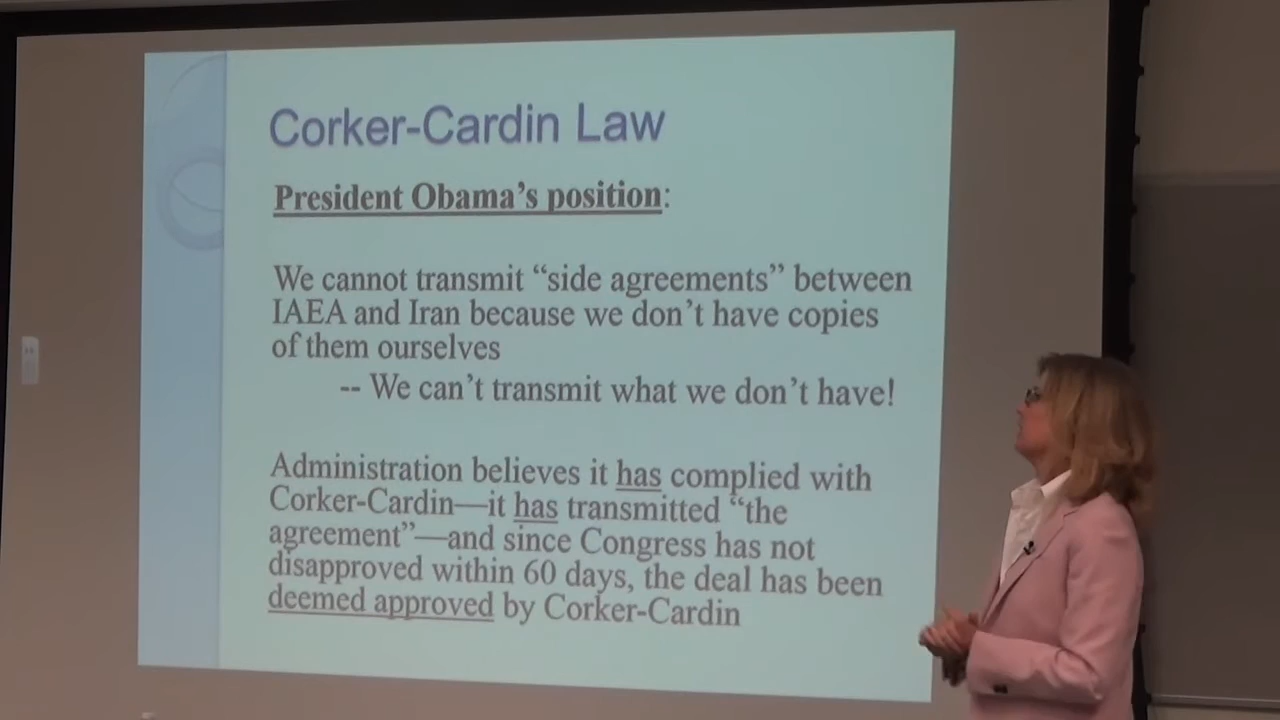 Corker-Cardin Law
President Obama’s position:
We cannot transmit “side agreements” between
IAEA and Iran because we don’t have copies
of them ourselves
-- We can’t transmit what we don’t have!
Administration believes it has complied with
Corker-Cardin—it has transmitted “the
agreement”—and since Congress has not
disapproved within 60 days, the deal has been
deemed approved by Corker-Cardin